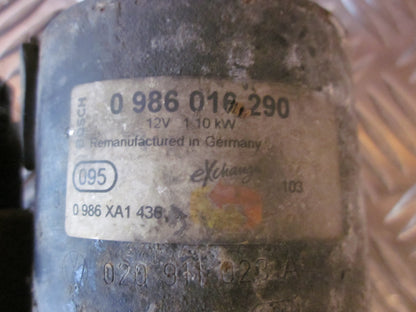 BOSCH
0 986 016 290
12V 1.10 kW
Remanufactured in Germany
095
eXchange
103
0 986 XA1 436
020 911 023 A